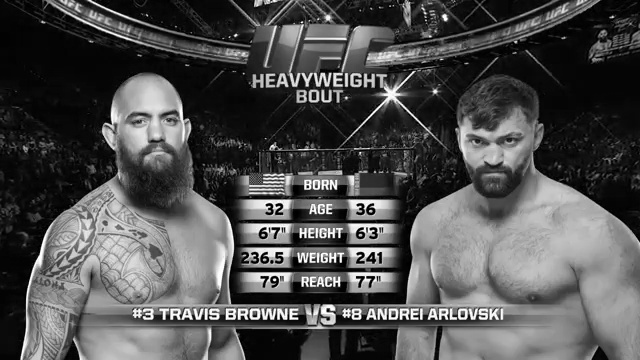 UFC
HEAVYWEIGHT
BOUT
BORN
32 AGE 36
6'7" HEIGHT 6'3"
236.5 WEIGHT 241
79" REACH 77"
#3 TRAVIS BROWNE VS #8 ANDREI ARLOVSKI